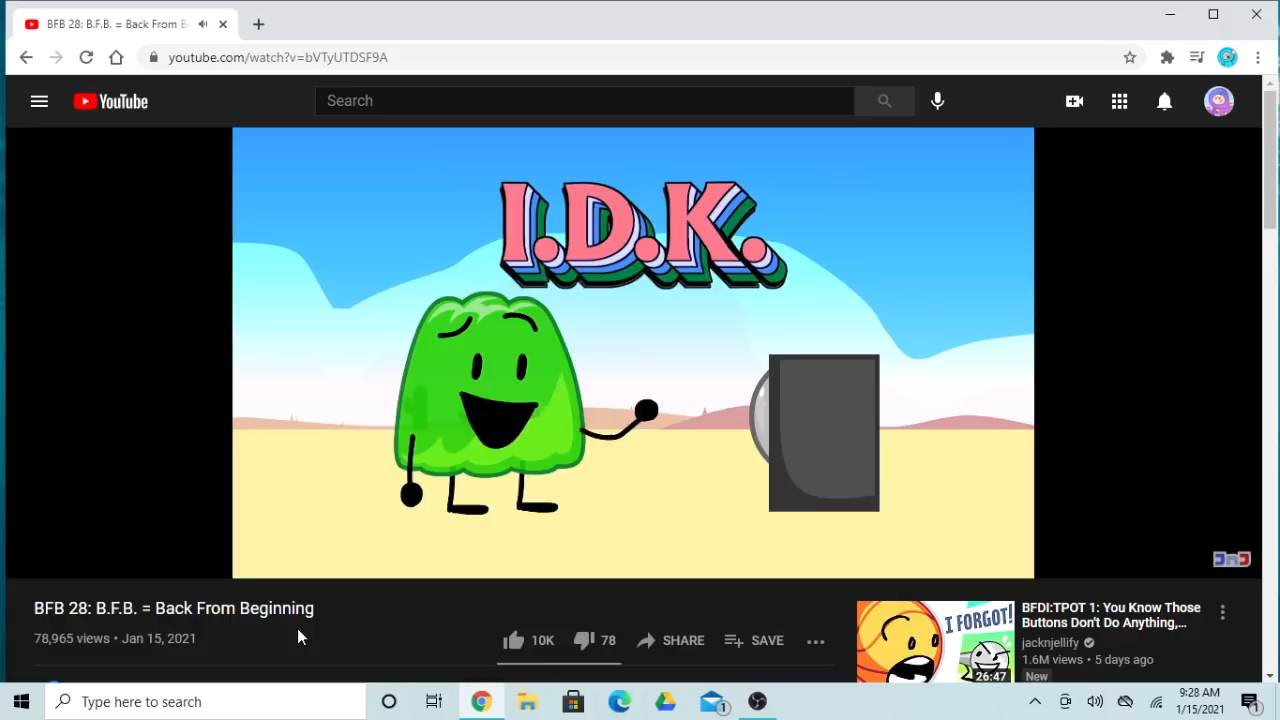 BFB 28: B.F.B. = Back From B
youtube.com/watch?v=bVTyUTDSF9A
YouTube
Search
I.D.K.
BFB 28: B.F.B. = Back From Beginning
78,965 views • Jan 15, 2021
10K
78
SHARE
SAVE
I FORGOT!
26:47
BFDI:TPOT 1: You Know Those
Buttons Don't Do Anything,...
jacknjellify
1.6M views • 5 days ago
New
Type here to search
1
9:28 AM
1/15/2021
1